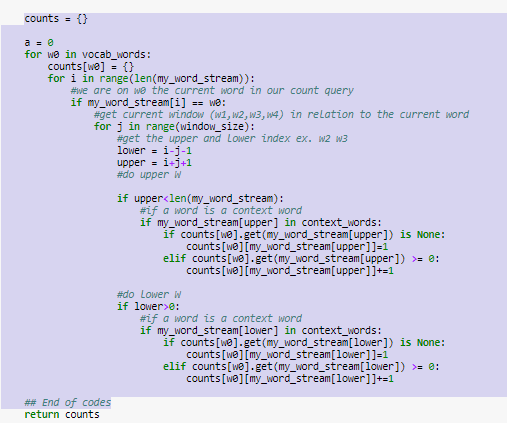 counts = {}
a = 0
for w0 in vocab_words:
    counts[w0] = {}
    for i in range(len(my_word_stream)):
        #we are on w0 the current word in our count query
        if my_word_stream[i] == w0:
            #get current window (w1,w2,w3,w4) in relation to the current word
            for j in range(window_size):
                #get the upper and lower index ex. w2 w3
                lower = i-j-1
                upper = i+j+1
                #do upper W
                if upper<len(my_word_stream):
                    #if a word is a context word
                    if my_word_stream[upper] in context_words:
                        if counts[w0].get(my_word_stream[upper]) is None:
                            counts[w0][my_word_stream[upper]]=1
                        elif counts[w0].get(my_word_stream[upper]) >= 0:
                            counts[w0][my_word_stream[upper]]+=1
                #do lower W
                if lower>0:
                    #if a word is a context word
                    if my_word_stream[lower] in context_words:
                        if counts[w0].get(my_word_stream[lower]) is None:
                            counts[w0][my_word_stream[lower]]=1
                        elif counts[w0].get(my_word_stream[lower]) >= 0:
                            counts[w0][my_word_stream[lower]]+=1
## End of codes
return counts